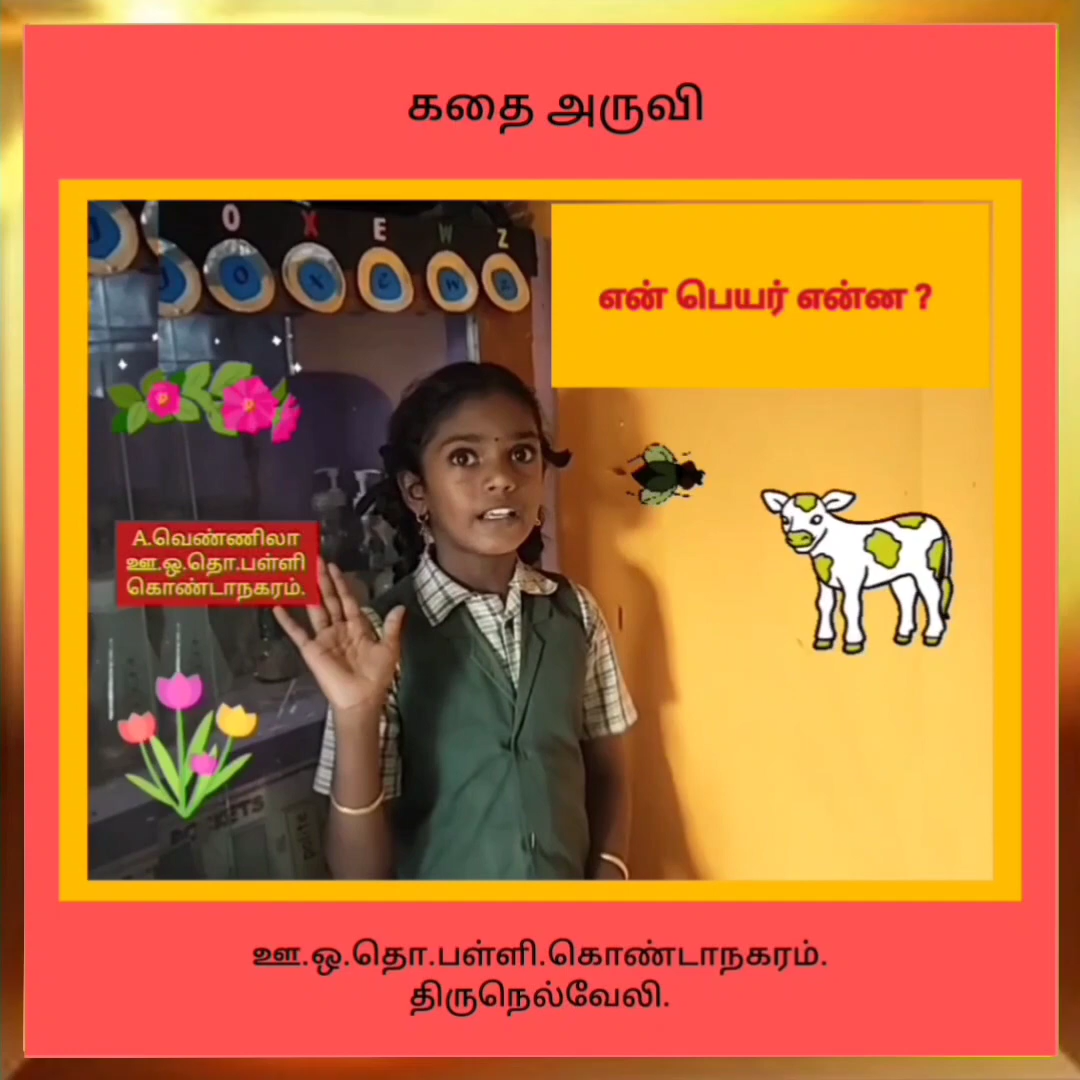 கதை அருவி
O X E W Z
என் பெயர் என்ன ?
A.வெண்ணிலா
ஊ.ஒ.தொ.பள்ளி
கொண்டாநகரம்.
ஊ.ஒ.தொ.பள்ளி.கொண்டாநகரம்.
திருநெல்வேலி.